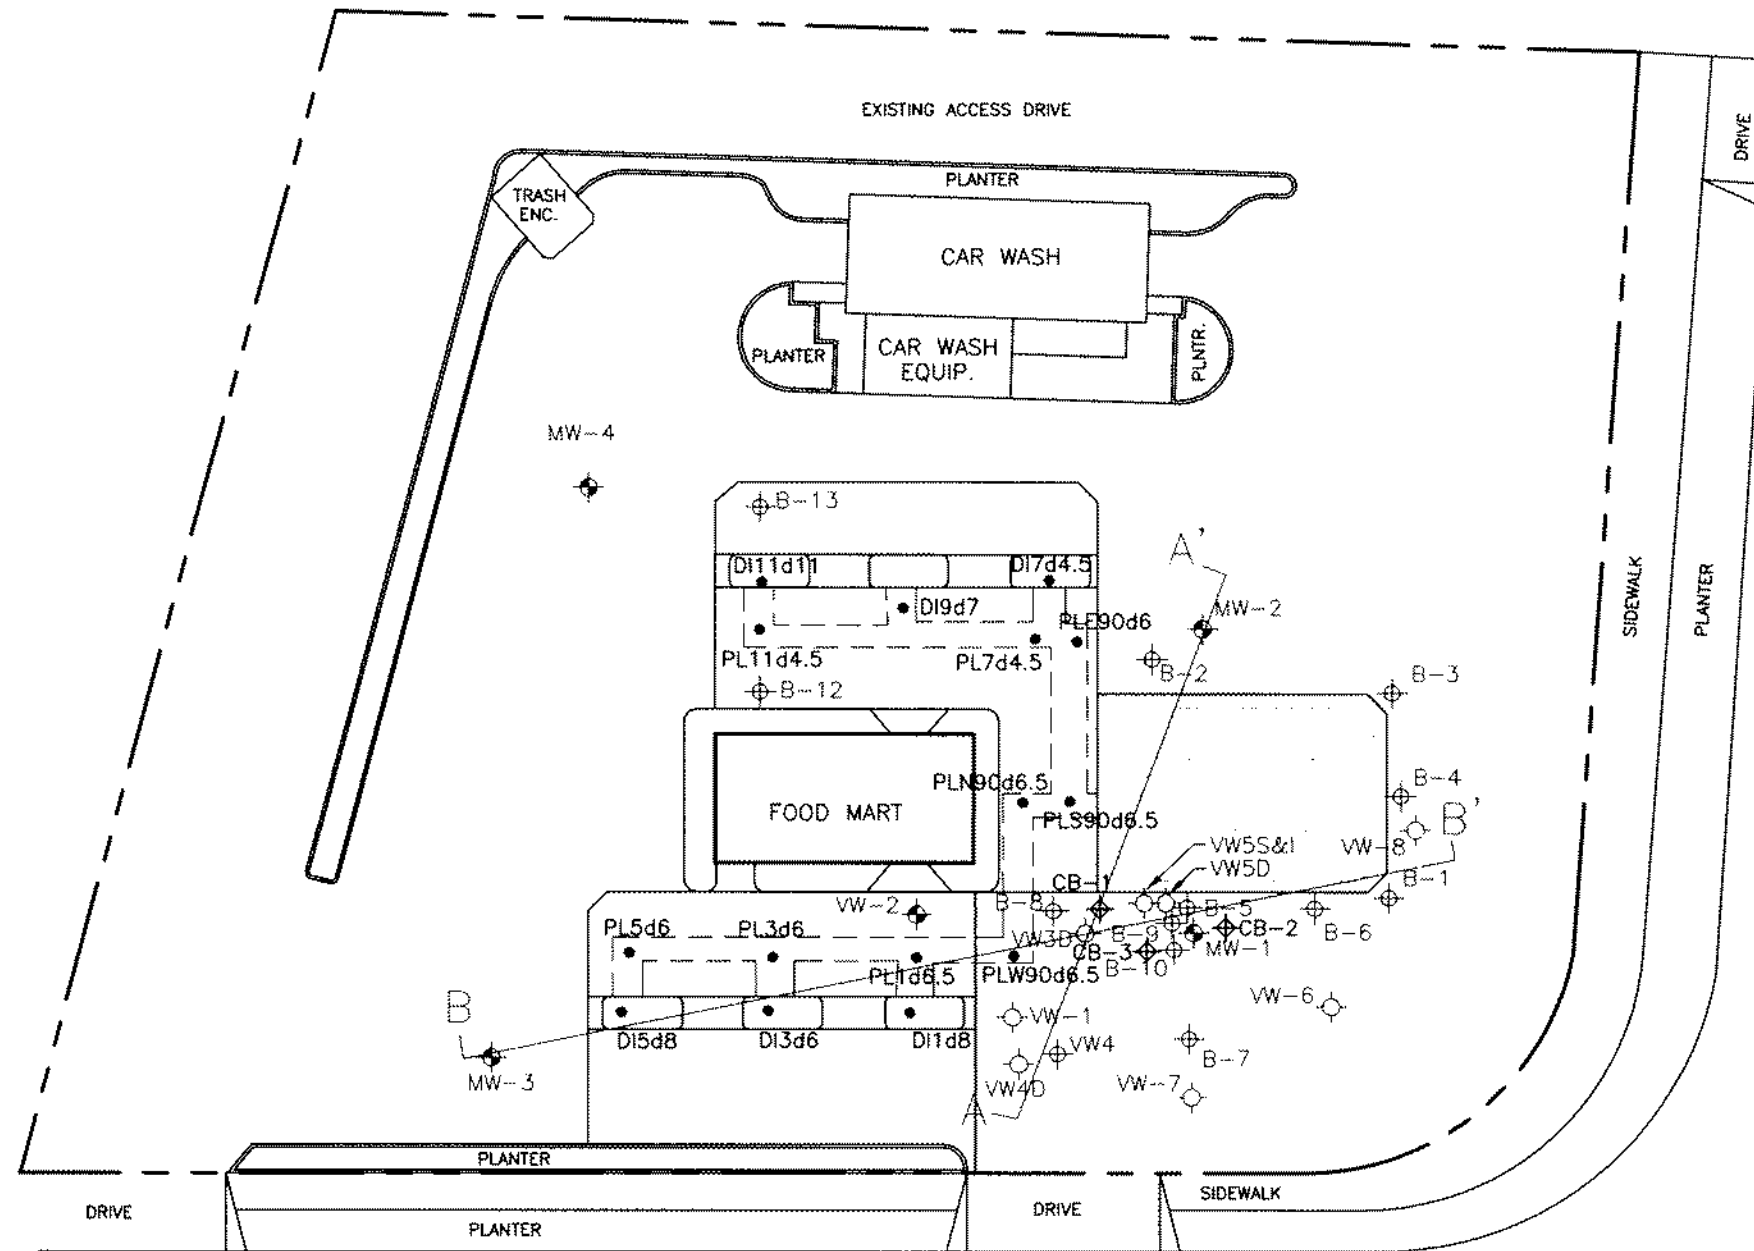 EXISTING ACCESS DRIVE
DRIVE
PLANTER
TRASH
ENC.
CAR WASH
PLANTER
CAR WASH
EQUIP.
PLNTR.
MW-4
B-13
A'
DI11d11
DI7d4.5
DI9d7
MW-2
PLE90d6
PL11d4.5
PL7d4.5
B-2
B-3
B-12
SIDEWALK
PLANTER
PLN90d6.5
B-4
FOOD MART
PLS90d6.5
B'
VW5S&I
VW-8
VW5D
CB-1
B-1
VW-2
B-8
B-5
B-6
PL5d6
PL3d6
VW3D
B-9
CB-2
CB-3
MW-1
PL1d6.5
PLW90d6.5
B-10
B
VW-1
VW-6
DI5d8
DI3d6
DI1d8
VW4
B-7
MW-3
VW4D
VW-7
A
PLANTER
SIDEWALK
DRIVE
DRIVE
PLANTER